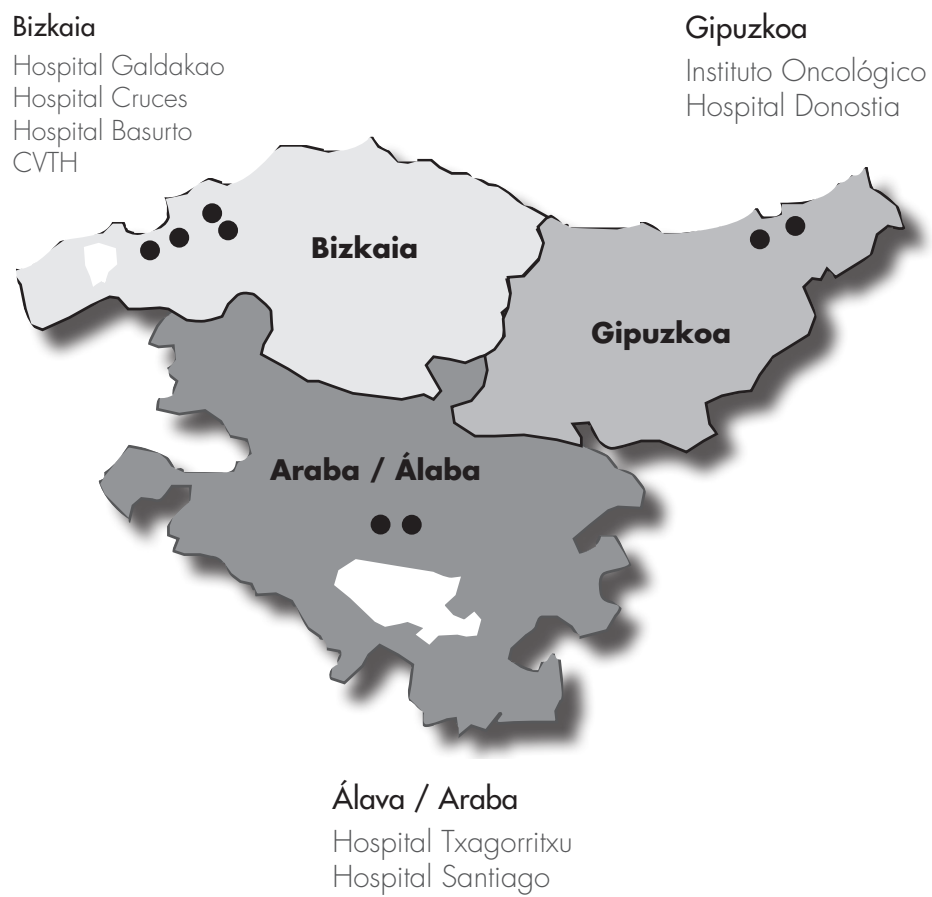 Bizkaia
Hospital Galdakao
Hospital Cruces
Hospital Basurto
CVTH
Gipuzkoa
Instituto Oncológico
Hospital Donostia
Bizkaia
Gipuzkoa
Araba / Álaba
Álava / Araba
Hospital Txagorritxu
Hospital Santiago